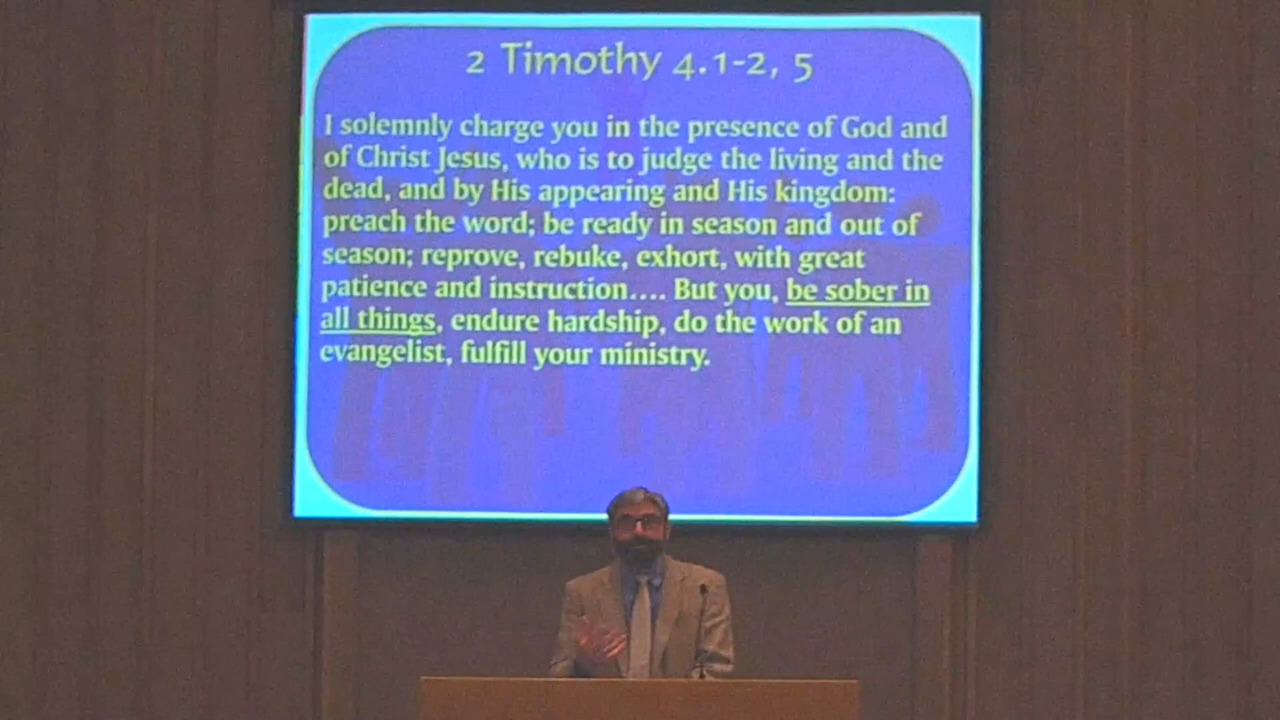 2 Timothy 4.1-2, 5
I solemnly charge you in the presence of God and
of Christ Jesus, who is to judge the living and the
dead, and by His appearing and His kingdom:
preach the word; be ready in season and out of
season; reprove, rebuke, exhort, with great
patience and instruction…. But you, be sober in
all things, endure hardship, do the work of an
evangelist, fulfill your ministry.